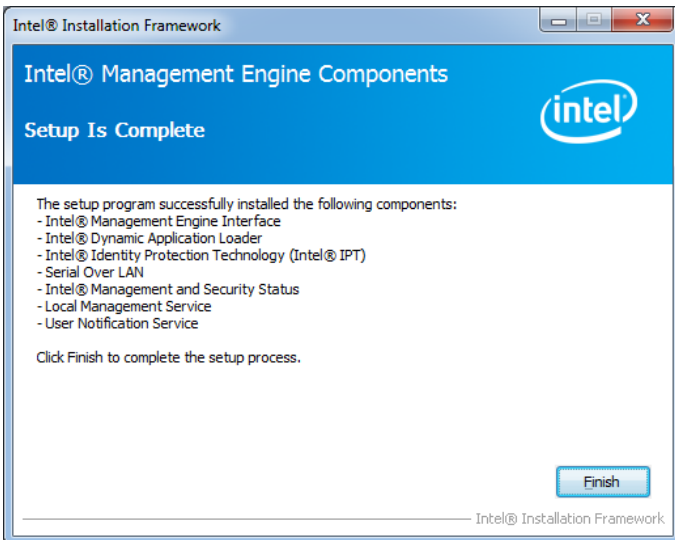 Intel® Installation Framework
Intel® Management Engine Components
Setup Is Complete
intel
The setup program successfully installed the following components:
- Intel® Management Engine Interface
- Intel® Dynamic Application Loader
- Intel® Identity Protection Technology (Intel® IPT)
- Serial Over LAN
- Intel® Management and Security Status
- Local Management Service
- User Notification Service
Click Finish to complete the setup process.
Finish
Intel® Installation Framework